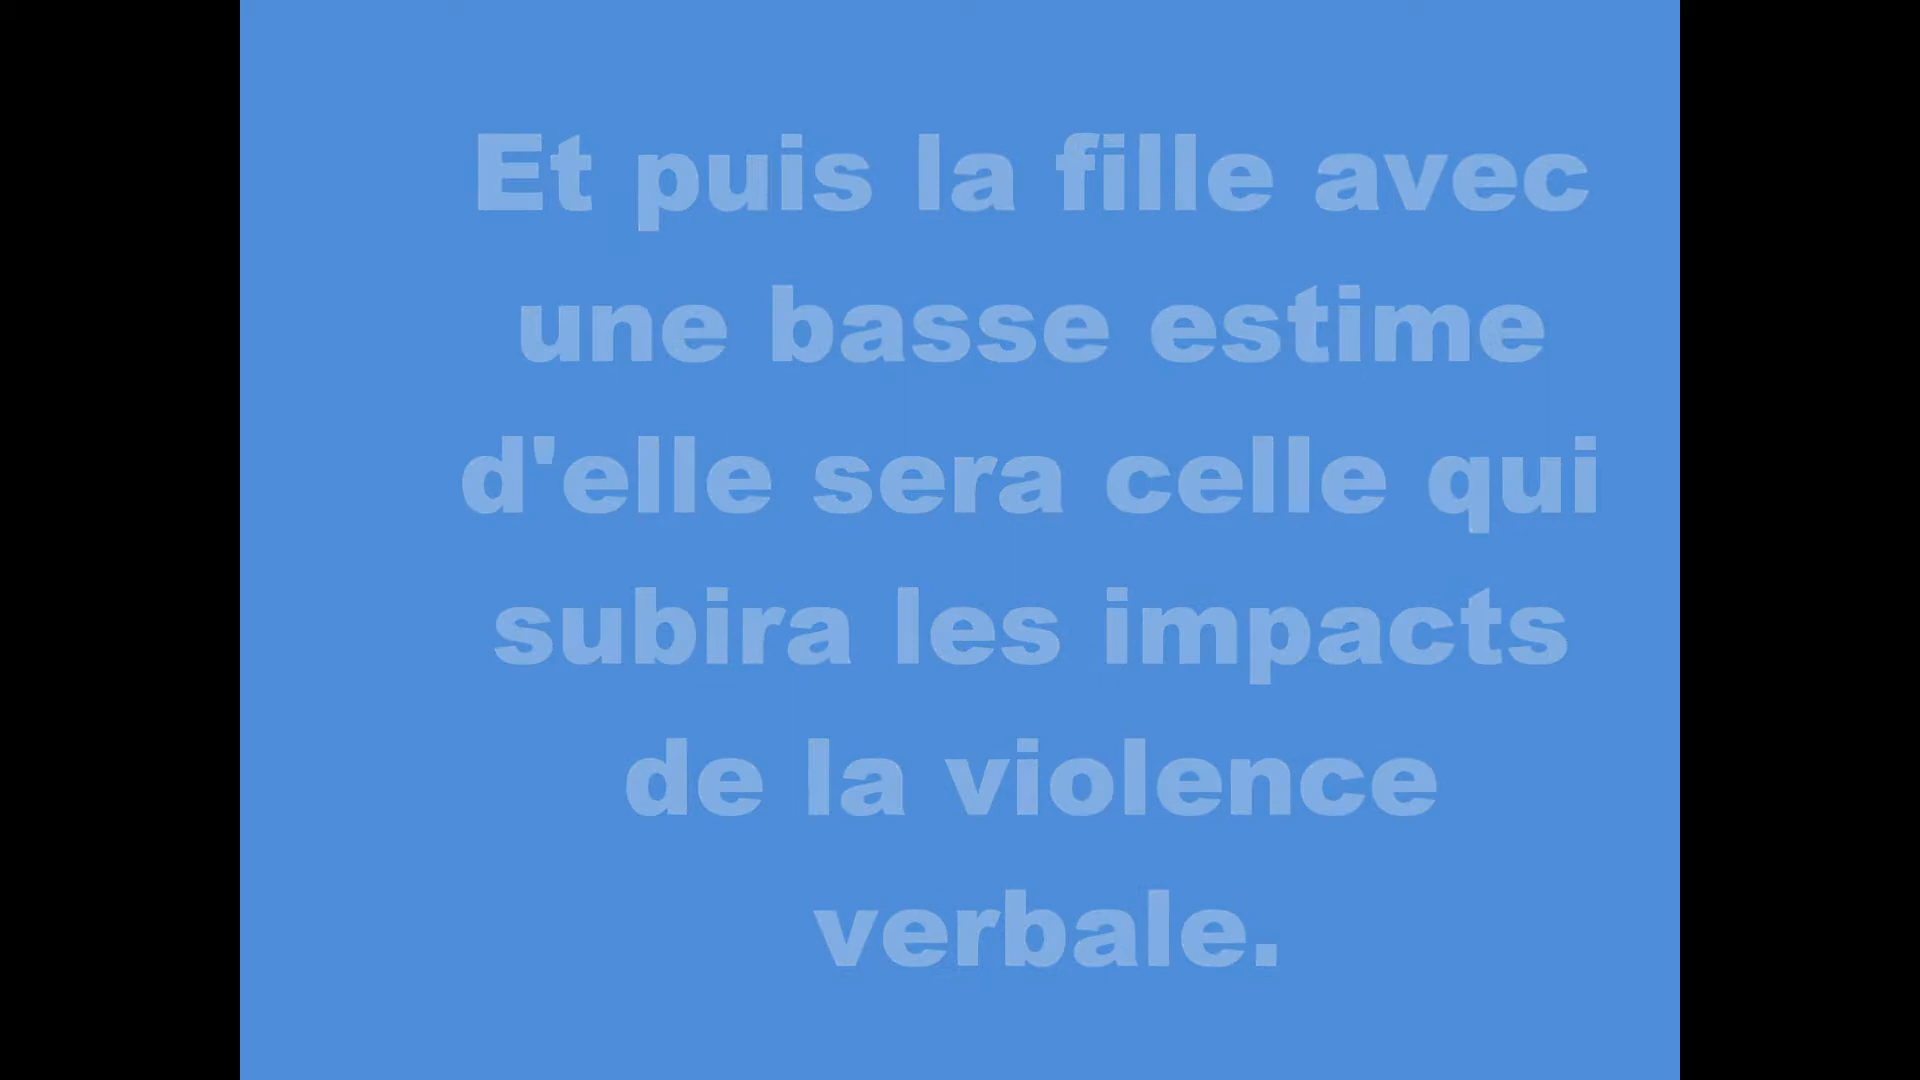 Et puis la fille avec
une basse estime
d'elle sera celle qui
subira les impacts
de la violence
verbale.